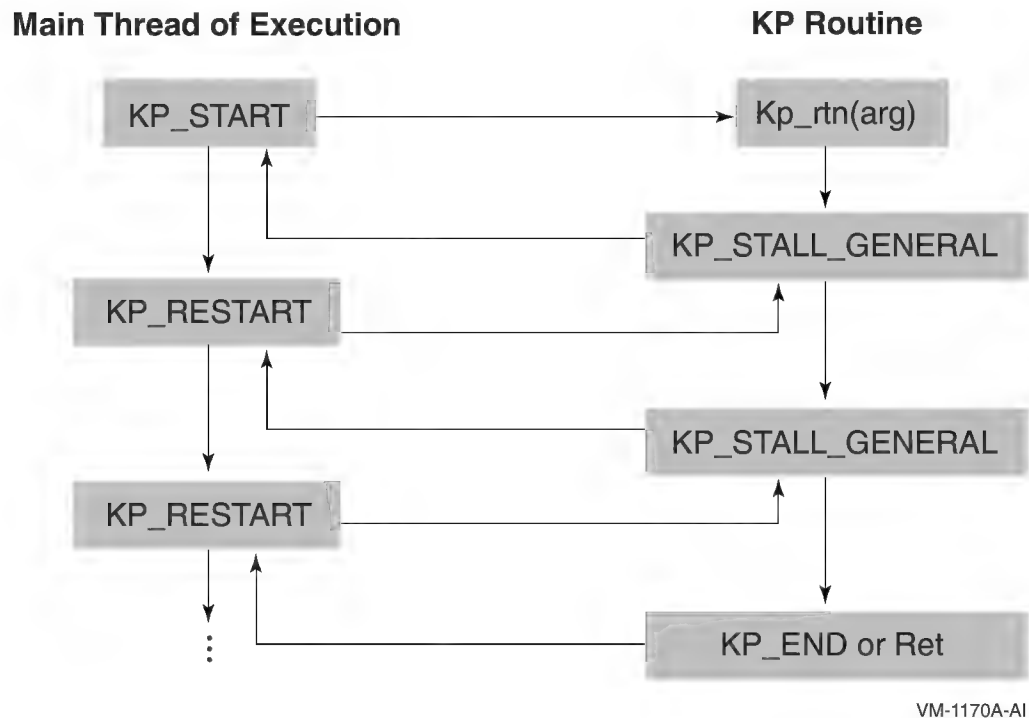 Main Thread of Execution
KP Routine
KP_START
Kp_rtn(arg)
KP_STALL_GENERAL
KP_RESTART
KP_STALL_GENERAL
KP_RESTART
KP_END or Ret
VM-1170A-AI